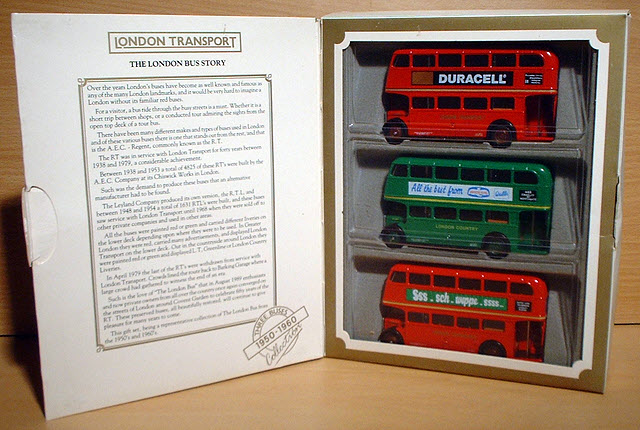 LONDON TRANSPORT
THE LONDON BUS STORY
Over the years London's buses have become as well known and famous as
any of the many London landmarks, and it would be very hard to imagine a
London without its familiar red buses.
For a visitor, a bus ride through the busy streets is a must. Whether it is a
short trip between shops, or a conducted tour admiring the sights from the
open top deck of a tour bus.
There have been many different makes and types of buses used in London
and of these various buses there is one that stands out from the rest, and that
is the A.E.C. - Regent, commonly known as the R.T.
The RT was in service with London Transport for forty years between
1938 and 1979, a considerable achievement.
Between 1938 and 1953 a total of 4825 of these RT's were built by the
A.E.C. Company at its Chiswick Works in London.
Such was the demand to produce these buses that an alternative
manufacturer had to be found.
The Leyland Company produced its own version, the R.T.L. and
between 1948 and 1954 a total of 1631 RTL's were built, and these buses
saw service with London Transport until 1968 when they were sold off to
other private companies and used in other areas.
All the buses were painted red or green and carried different liveries on
the lower deck depending upon where they were to be used. In Greater
London they were red, carried many advertisements, and displayed London
Transport on the lower deck. Out in the countryside around London they
were painted red or green and displayed L.T. Greenline or London Country
Liveries.
In April 1979 the last of the RT's were withdrawn from service with
London Transport. Crowds lined the route back to Barking Garage where a
large crowd had gathered to witness the end of an era.
Such is the love of "The London Bus" that in August 1989 enthusiasts
and now private owners from all over the country once again converged on
the streets of London around Covent Garden to celebrate fifty years of the
RT. These preserved buses, all beautifully restored, will continue to give
pleasure for many years to come.
This gift set, being a representative collection of The London Bus from
the 1950's and 1960's.
THREE BUSES
1950-1960
Collection
DURACELL
All the best from
LONDON COUNTRY
Sss.sch.wepps.ssss..